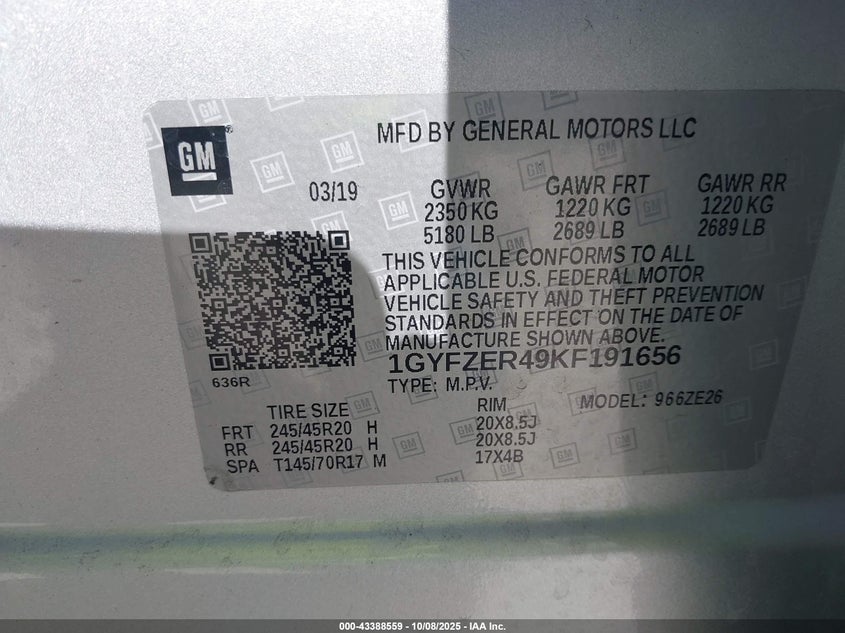 GM
MFD BY GENERAL MOTORS LLC
03/19
GVWR GAWR FRT GAWR RR
2350 KG 1220 KG 1220 KG
5180 LB 2689 LB 2689 LB
THIS VEHICLE CONFORMS TO ALL
APPLICABLE U.S. FEDERAL MOTOR
VEHICLE SAFETY AND THEFT PREVENTION
STANDARDS IN EFFECT ON THE DATE OF
MANUFACTURE SHOWN ABOVE.
1GYFZER49KF191656
636R
TYPE: M.P.V.
MODEL: 966ZE26
TIRE SIZE RIM
FRT 245/45R20 H 20X8.5J
RR 245/45R20 H 20X8.5J
SPA T145/70R17 M 17X4B
000-43388559 - 10/08/2025 - IAA Inc.